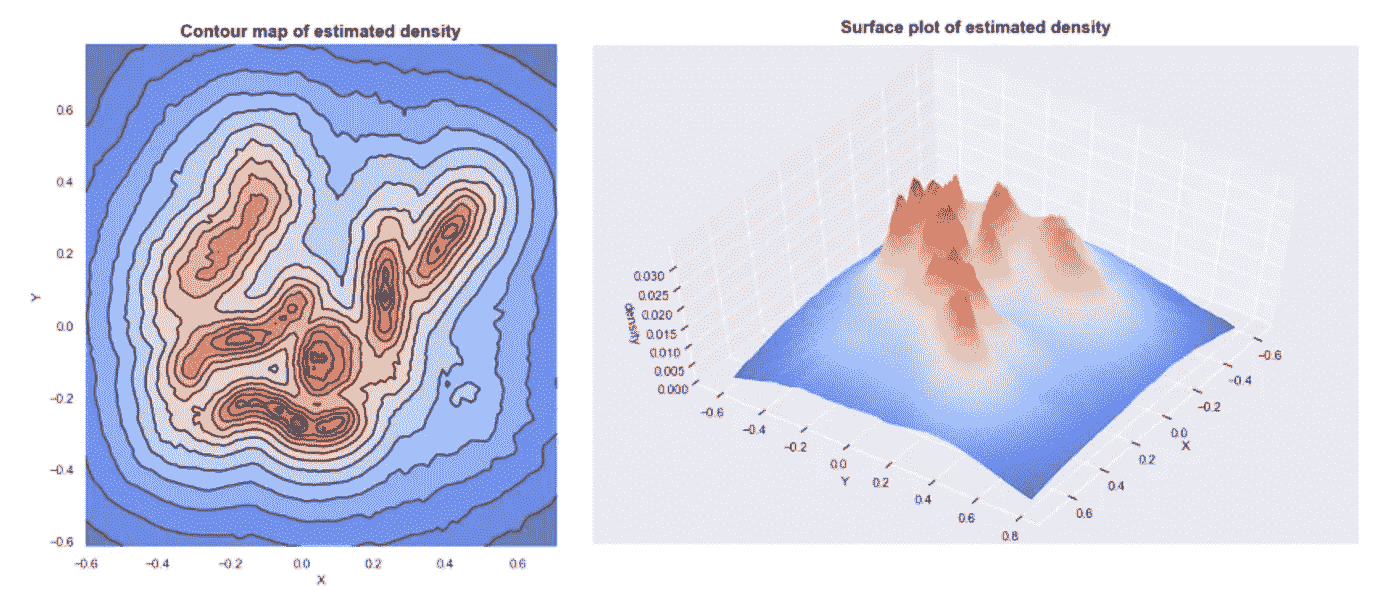 Contour map of estimated density
0.6
0.4
0.2
0.0
−0.2
−0.4
−0.6
Y
−0.6 −0.4 −0.2 0.0 0.2 0.4 0.6
X
Surface plot of estimated density
0.030
0.025
0.020
0.015
0.010
0.005
0.000
density
−0.6 −0.4 −0.2 0.0 0.2 0.4 0.6 0.8
Y
−0.6
−0.4
−0.2
0.0
0.2
0.4
0.6
X